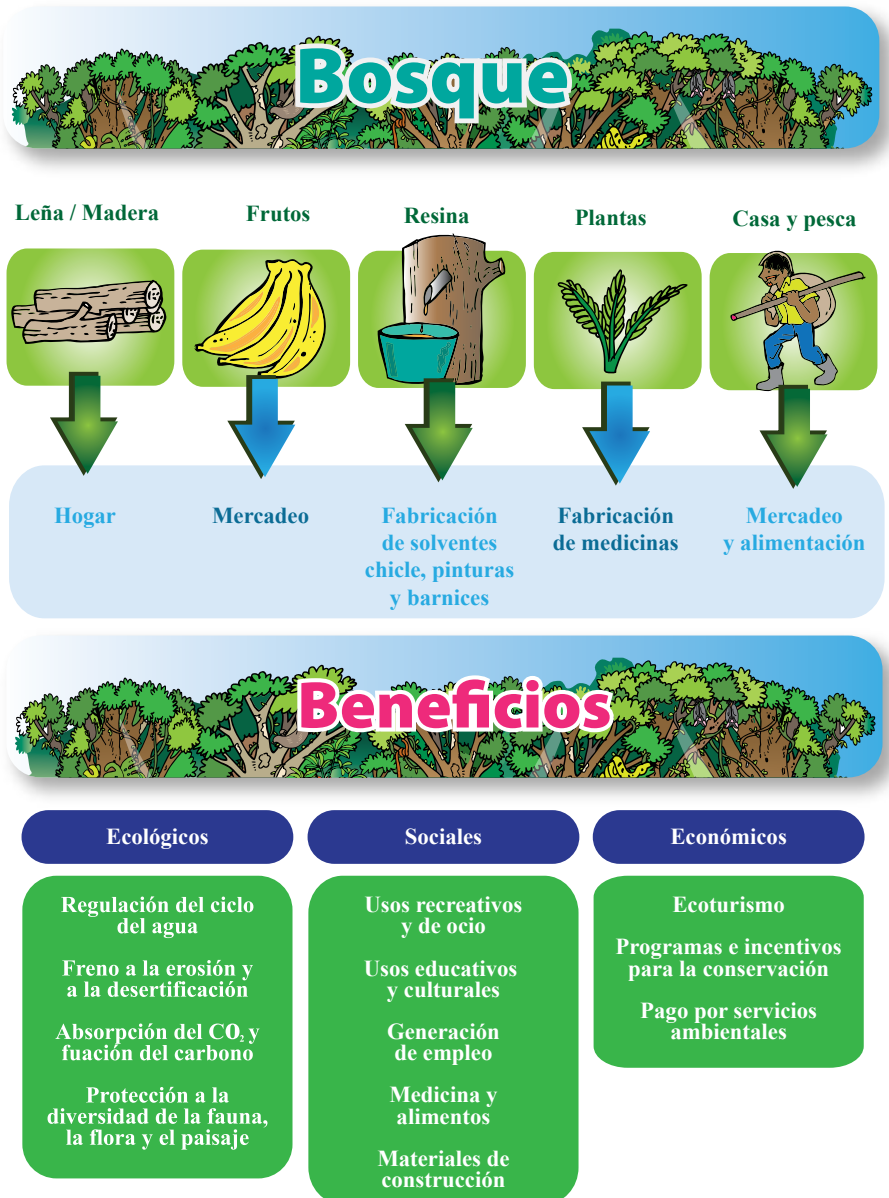 Bosque
Leña / Madera
Frutos
Resina
Plantas
Casa y pesca
Hogar
Mercadeo
Fabricación
de solventes
chicle, pinturas
y barnices
Fabricación
de medicinas
Mercadeo
y alimentación
Beneficios
Ecológicos
Regulación del ciclo
del agua
Freno a la erosión y
a la desertificación
Absorpción del CO₂ y
fuación del carbono
Protección a la
diversidad de la fauna,
la flora y el paisaje
Sociales
Usos recreativos
y de ocio
Usos educativos
y culturales
Generación
de empleo
Medicina y
alimentos
Materiales de
construcción
Económicos
Ecoturismo
Programas e incentivos
para la conservación
Pago por servicios
ambientales